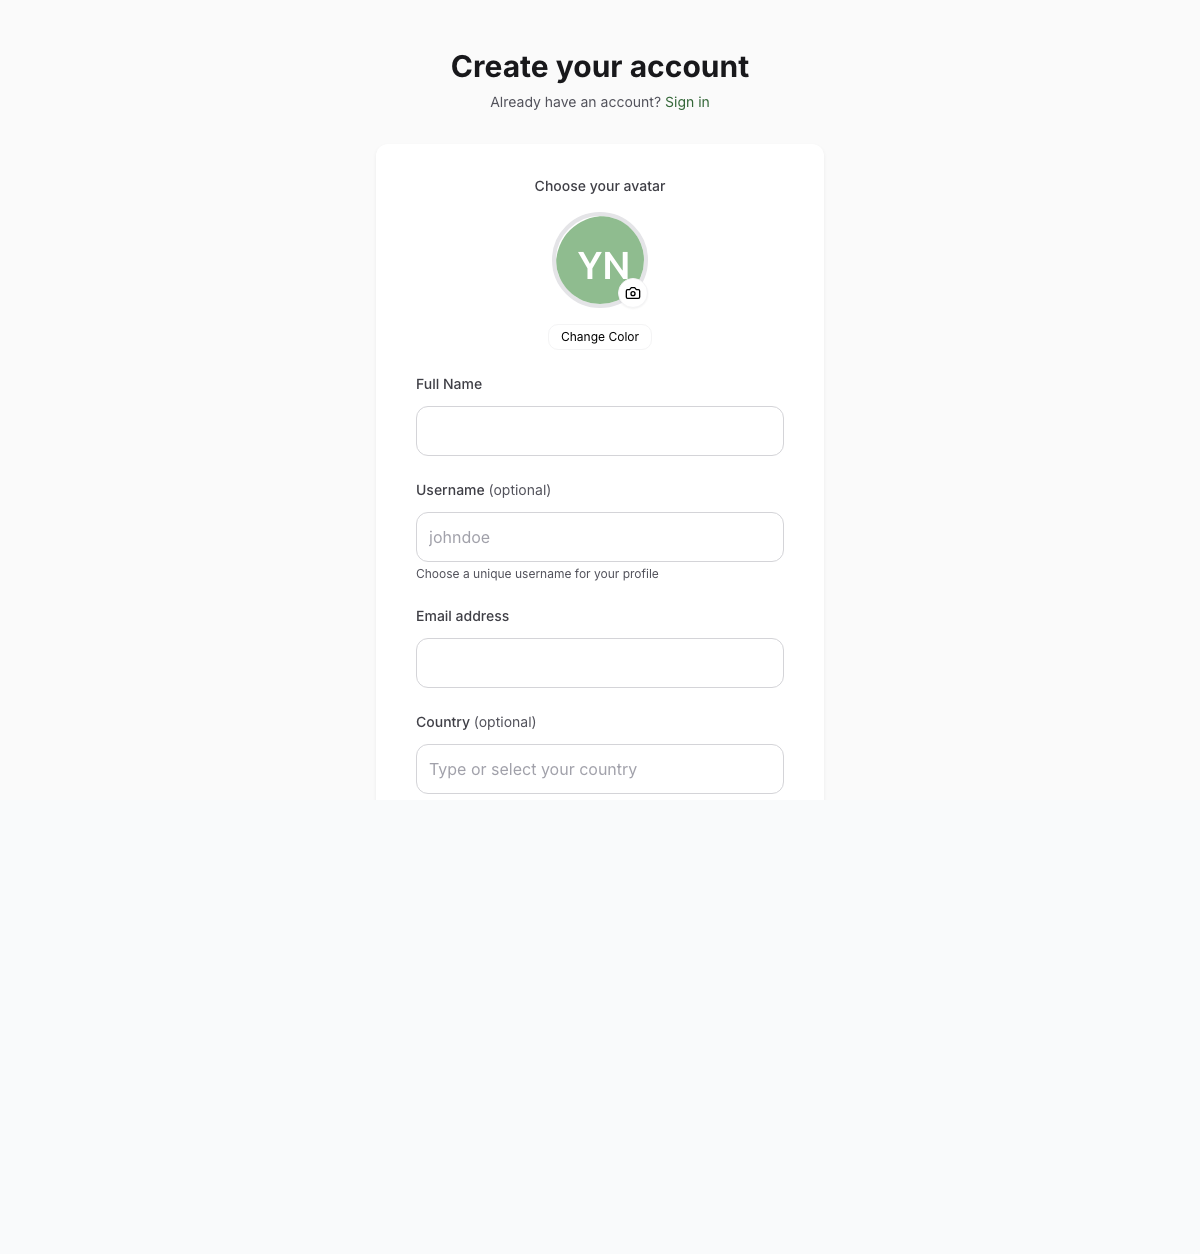 Create your account
Already have an account? Sign in
Choose your avatar
YN
Change Color
Full Name
Username (optional)
johndoe
Choose a unique username for your profile
Email address
Country (optional)
Type or select your country